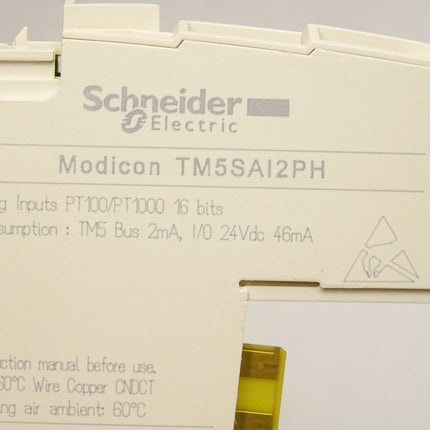 Schneider
Electric
Modicon TM5SAI2PH
g Inputs PT100/PT1000 16 bits
sumption : TM5 Bus 2mA, I/O 24Vdc 46mA
ction manual before use.
60°C Wire Copper CNDCT
ng air ambient: 60°C